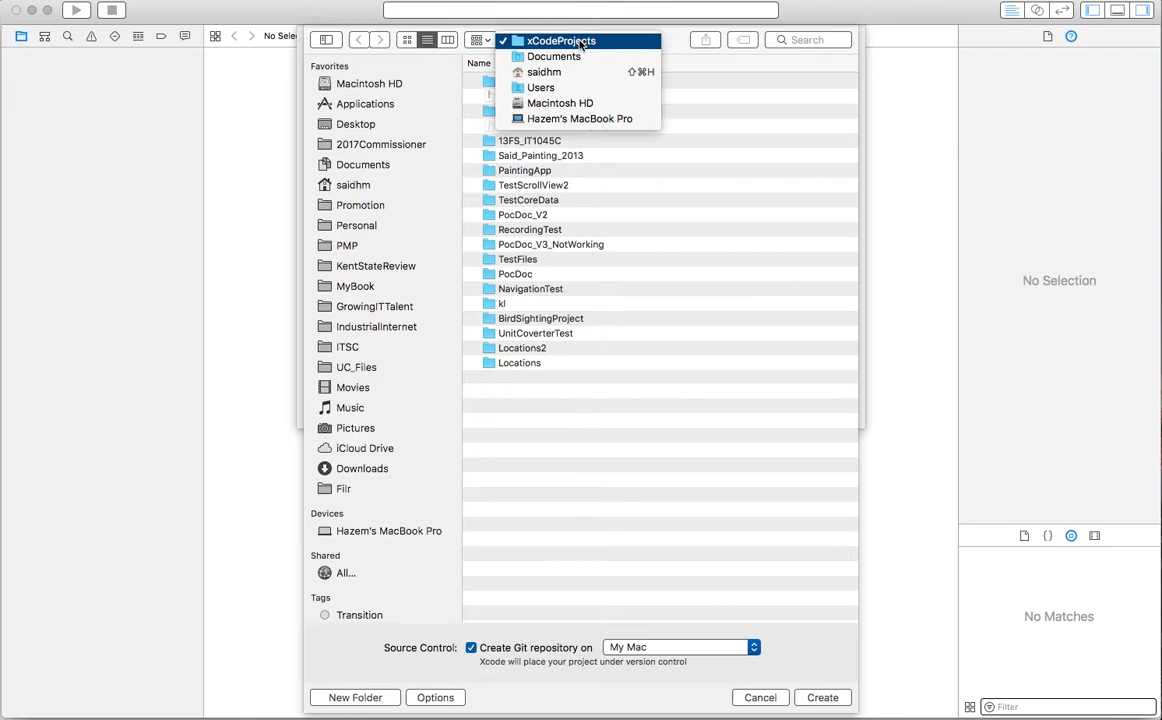 No Sele
Search
xCodeProjects
Documents
saidhm ⇧⌘H
Users
Macintosh HD
Hazem's MacBook Pro
Name
Favorites
Macintosh HD
Applications
Desktop
2017Commissioner
Documents
saidhm
Promotion
Personal
PMP
KentStateReview
MyBook
GrowingITTalent
IndustrialInternet
ITSC
UC_Files
Movies
Music
Pictures
iCloud Drive
Downloads
Filr
Devices
Hazem's MacBook Pro
Shared
All...
Tags
Transition
13FS_IT1045C
Said_Painting_2013
PaintingApp
TestScrollView2
TestCoreData
PocDoc_V2
RecordingTest
PocDoc_V3_NotWorking
TestFiles
PocDoc
NavigationTest
kl
BirdSightingProject
UnitCoverterTest
Locations2
Locations
Source Control: Create Git repository on My Mac
Xcode will place your project under version control
New Folder Options Cancel Create
No Selection
No Matches
Filter